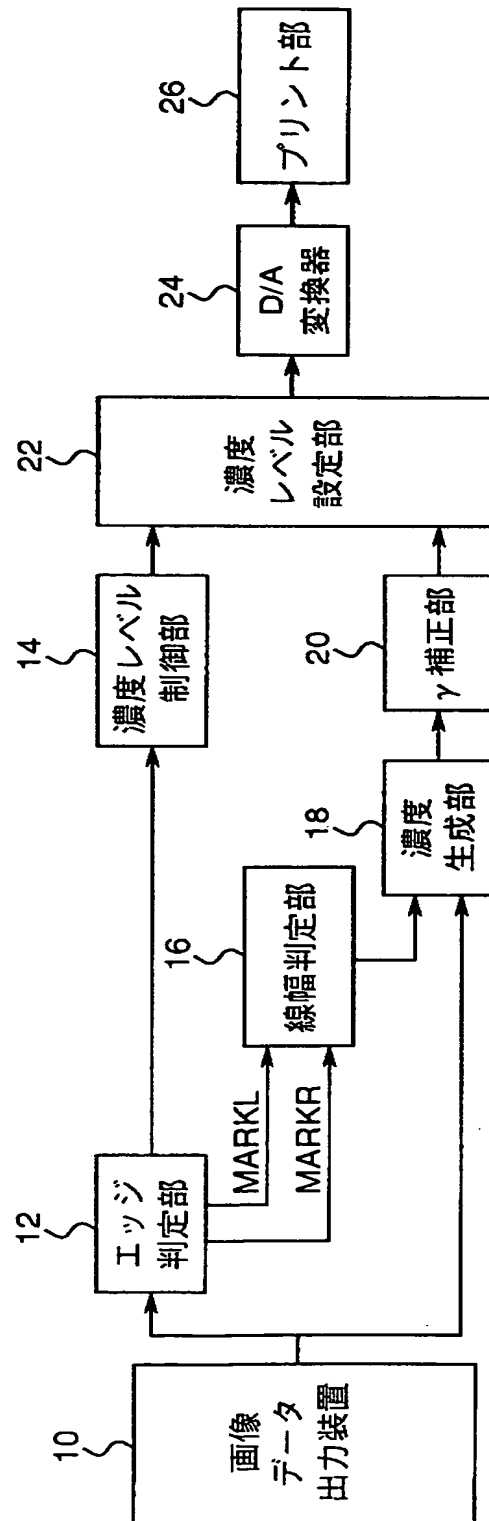 10
画像
データ
出力装置
12
エッジ
判定部
MARKL
MARKR
14
濃度レベル
制御部
16
線幅判定部
18
濃度
生成部
20
γ補正部
22
濃度
レベル
設定部
24
D/A
変換器
26
プリント部